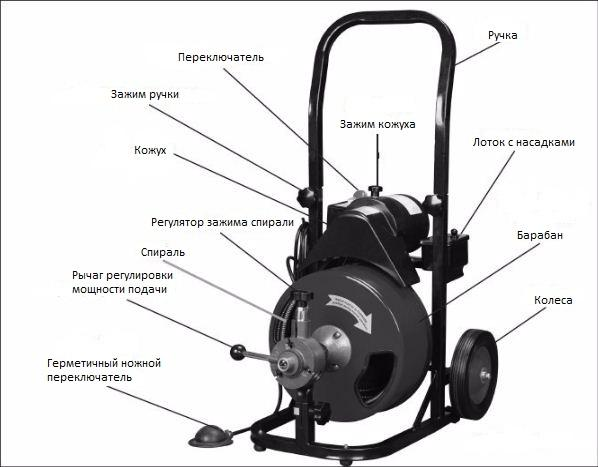 Ручка
Переключатель
Зажим ручки
Зажим кожуха
Кожух
Лоток с насадками
Регулятор зажима спирали
Барабан
Спираль
Рычаг регулировки
мощности подачи
Колеса
Герметичный ножной
переключатель